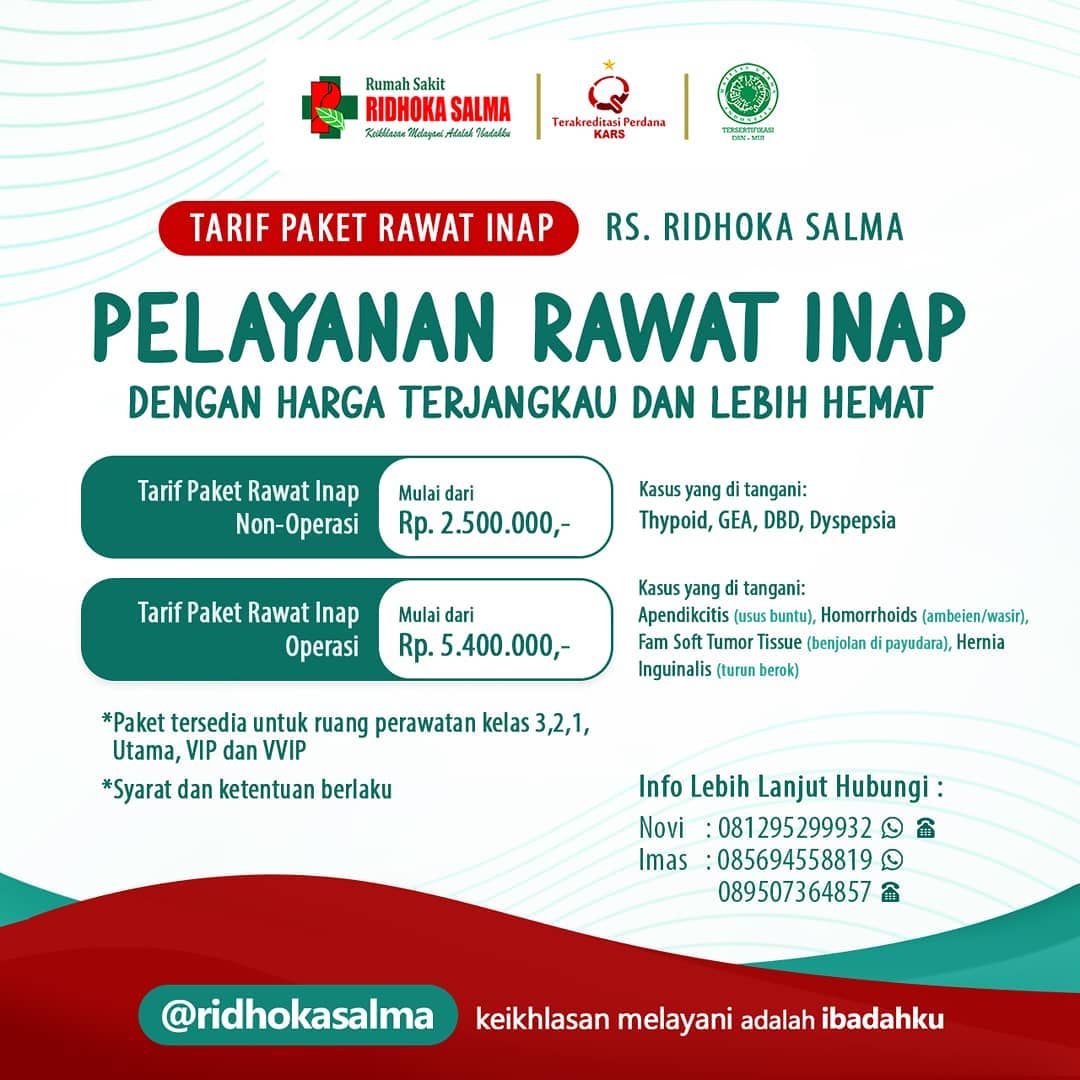 Rumah Sakit
RIDHOKA SALMA
Keikhlasan Melayani Adalah Ibadahku
Terakreditasi Perdana
KARS
MAJELIS ULAMA
INDONESIA
TERSERTIFIKASI
DSN - MUI
TARIF PAKET RAWAT INAP
RS. RIDHOKA SALMA
PELAYANAN RAWAT INAP
DENGAN HARGA TERJANGKAU DAN LEBIH HEMAT
Tarif Paket Rawat Inap
Non-Operasi
Mulai dari
Rp. 2.500.000,-
Kasus yang di tangani:
Thypoid, GEA, DBD, Dyspepsia
Tarif Paket Rawat Inap
Operasi
Mulai dari
Rp. 5.400.000,-
Kasus yang di tangani:
Apendikcitis (usus buntu), Homorrhoids (ambeien/wasir),
Fam Soft Tumor Tissue (benjolan di payudara), Hernia
Inguinalis (turun berok)
*Paket tersedia untuk ruang perawatan kelas 3,2,1,
Utama, VIP dan VVIP
*Syarat dan ketentuan berlaku
Info Lebih Lanjut Hubungi :
Novi : 081295299932
Imas : 085694558819
089507364857
@ridhokasalma
keikhlasan melayani adalah ibadahku